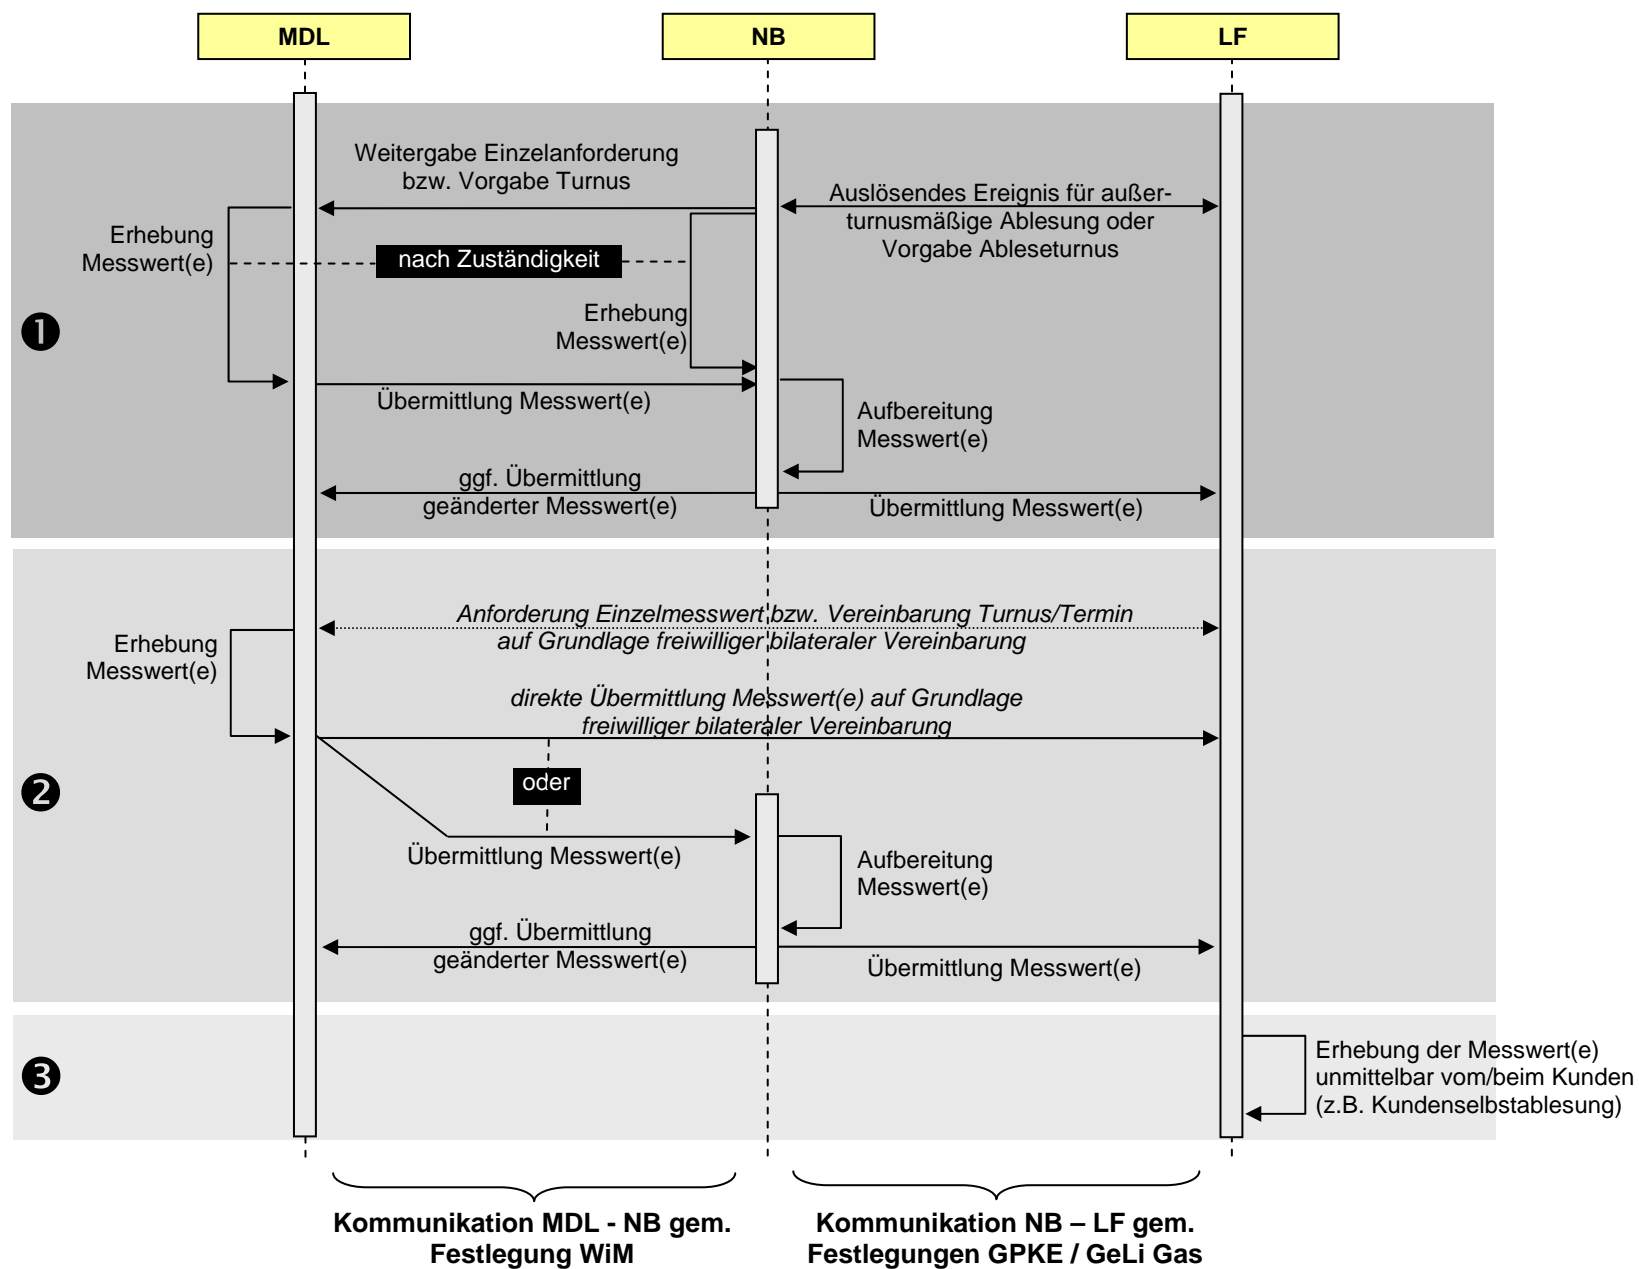 MDL
NB
LF
Weitergabe Einzelanforderung
bzw. Vorgabe Turnus
Auslösendes Ereignis für außer-
turnusmäßige Ablesung oder
Vorgabe Ableseturnus
Erhebung
Messwert(e)
nach Zuständigkeit
Erhebung
Messwert(e)
❶
Übermittlung Messwert(e)
Aufbereitung
Messwert(e)
ggf. Übermittlung
geänderter Messwert(e)
Übermittlung Messwert(e)
Anforderung Einzelmesswert bzw. Vereinbarung Turnus/Termin
auf Grundlage freiwilliger bilateraler Vereinbarung
Erhebung
Messwert(e)
direkte Übermittlung Messwert(e) auf Grundlage
freiwilliger bilateraler Vereinbarung
❷
oder
Übermittlung Messwert(e)
Aufbereitung
Messwert(e)
ggf. Übermittlung
geänderter Messwert(e)
Übermittlung Messwert(e)
❸
Erhebung der Messwert(e)
unmittelbar vom/beim Kunden
(z.B. Kundenselbstablesung)
Kommunikation MDL - NB gem.
Festlegung WiM
Kommunikation NB – LF gem.
Festlegungen GPKE / GeLi Gas